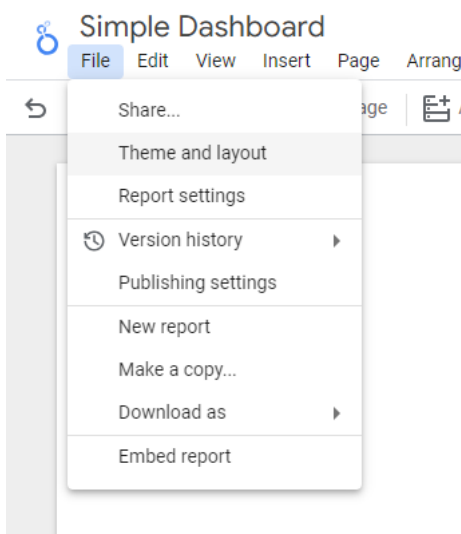 Simple Dashboard
File Edit View Insert Page Arrang
age
Share...
Theme and layout
Report settings
Version history
Publishing settings
New report
Make a copy...
Download as
Embed report